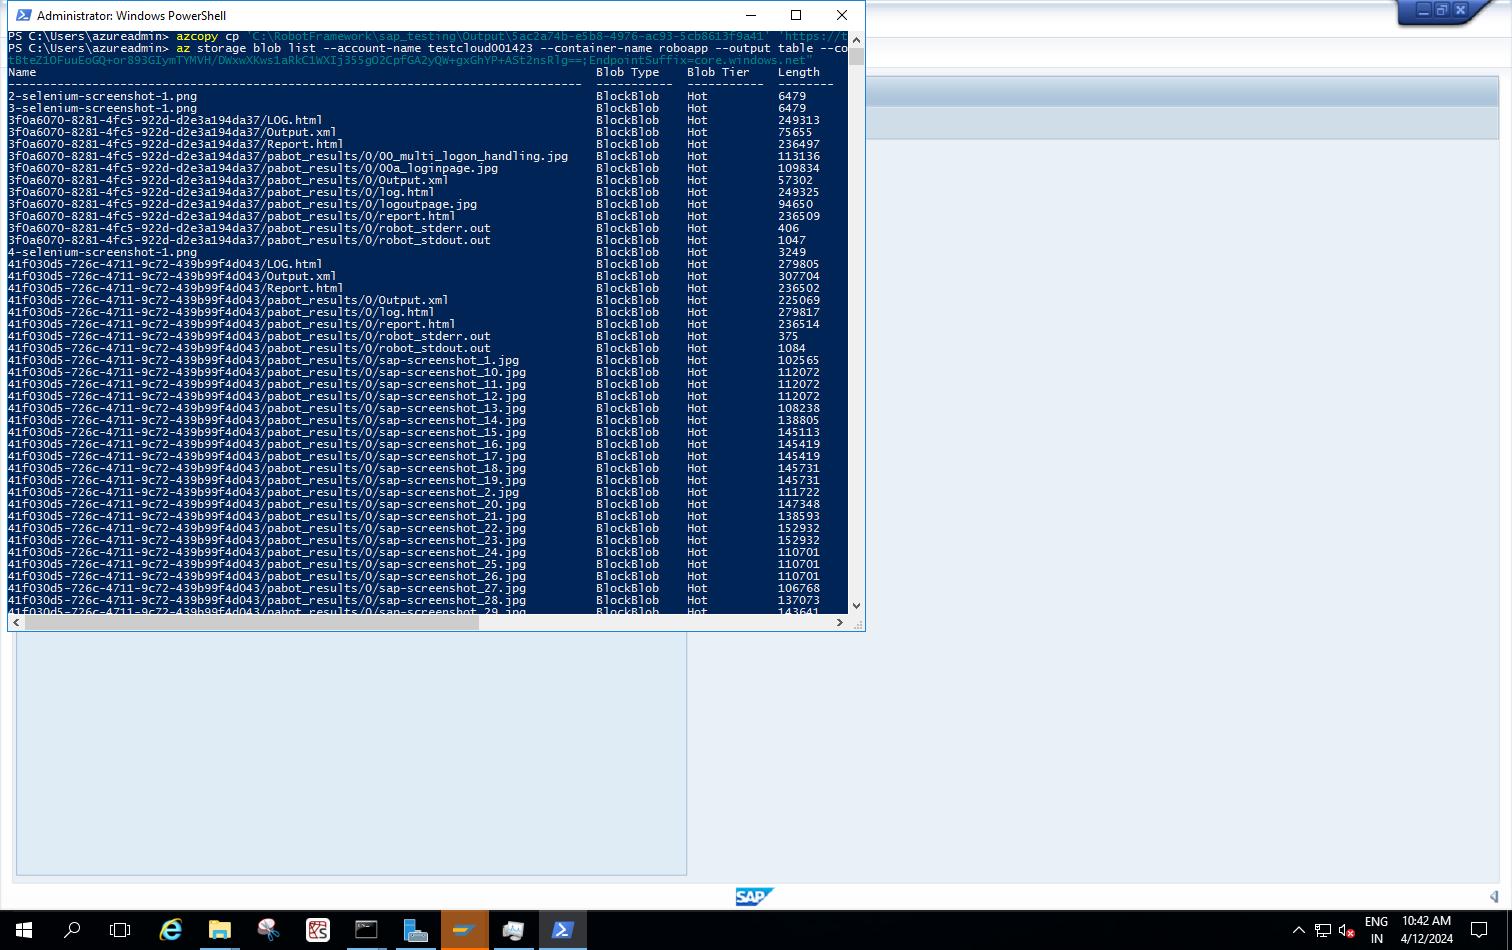 Administrator: Windows PowerShell
PS C:\Users\azureadmin> azcopy cp 'C:\RobotFramework\sap_testing\Output\5ac2a74b-e5b8-4976-ac93-5cb8613f9a41' 'https://t
PS C:\Users\azureadmin> az storage blob list --account-name testcloud001423 --container-name roboapp --output table --co
Name Blob Type Blob Tier Length
2-selenium-screenshot-1.png BlockBlob Hot 6479
3-selenium-screenshot-1.png BlockBlob Hot 6479
3f0a6070-8281-4fc5-922d-d2e3a194da37/LOG.html BlockBlob Hot 249313
3f0a6070-8281-4fc5-922d-d2e3a194da37/Output.xml BlockBlob Hot 75655
3f0a6070-8281-4fc5-922d-d2e3a194da37/Report.html BlockBlob Hot 236497
3f0a6070-8281-4fc5-922d-d2e3a194da37/pabot_results/0/00_multi_logon_handling.jpg BlockBlob Hot 113136
3f0a6070-8281-4fc5-922d-d2e3a194da37/pabot_results/0/00a_loginpage.jpg BlockBlob Hot 109834
3f0a6070-8281-4fc5-922d-d2e3a194da37/pabot_results/0/Output.xml BlockBlob Hot 57302
3f0a6070-8281-4fc5-922d-d2e3a194da37/pabot_results/0/log.html BlockBlob Hot 249325
3f0a6070-8281-4fc5-922d-d2e3a194da37/pabot_results/0/logoutpage.jpg BlockBlob Hot 94650
3f0a6070-8281-4fc5-922d-d2e3a194da37/pabot_results/0/report.html BlockBlob Hot 236509
3f0a6070-8281-4fc5-922d-d2e3a194da37/pabot_results/0/robot_stderr.out BlockBlob Hot 406
3f0a6070-8281-4fc5-922d-d2e3a194da37/pabot_results/0/robot_stdout.out BlockBlob Hot 1047
4-selenium-screenshot-1.png BlockBlob Hot 3249
41f030d5-726c-4711-9c72-439b99f4d043/LOG.html BlockBlob Hot 279805
41f030d5-726c-4711-9c72-439b99f4d043/Output.xml BlockBlob Hot 307704
41f030d5-726c-4711-9c72-439b99f4d043/Report.html BlockBlob Hot 236502
41f030d5-726c-4711-9c72-439b99f4d043/pabot_results/0/Output.xml BlockBlob Hot 225069
41f030d5-726c-4711-9c72-439b99f4d043/pabot_results/0/log.html BlockBlob Hot 279817
41f030d5-726c-4711-9c72-439b99f4d043/pabot_results/0/report.html BlockBlob Hot 236514
41f030d5-726c-4711-9c72-439b99f4d043/pabot_results/0/robot_stderr.out BlockBlob Hot 375
41f030d5-726c-4711-9c72-439b99f4d043/pabot_results/0/robot_stdout.out BlockBlob Hot 1084
41f030d5-726c-4711-9c72-439b99f4d043/pabot_results/0/sap-screenshot_1.jpg BlockBlob Hot 102565
41f030d5-726c-4711-9c72-439b99f4d043/pabot_results/0/sap-screenshot_10.jpg BlockBlob Hot 112072
41f030d5-726c-4711-9c72-439b99f4d043/pabot_results/0/sap-screenshot_11.jpg BlockBlob Hot 112072
41f030d5-726c-4711-9c72-439b99f4d043/pabot_results/0/sap-screenshot_12.jpg BlockBlob Hot 112072
41f030d5-726c-4711-9c72-439b99f4d043/pabot_results/0/sap-screenshot_13.jpg BlockBlob Hot 108238
41f030d5-726c-4711-9c72-439b99f4d043/pabot_results/0/sap-screenshot_14.jpg BlockBlob Hot 138805
41f030d5-726c-4711-9c72-439b99f4d043/pabot_results/0/sap-screenshot_15.jpg BlockBlob Hot 145113
41f030d5-726c-4711-9c72-439b99f4d043/pabot_results/0/sap-screenshot_16.jpg BlockBlob Hot 145419
41f030d5-726c-4711-9c72-439b99f4d043/pabot_results/0/sap-screenshot_17.jpg BlockBlob Hot 145419
41f030d5-726c-4711-9c72-439b99f4d043/pabot_results/0/sap-screenshot_18.jpg BlockBlob Hot 145731
41f030d5-726c-4711-9c72-439b99f4d043/pabot_results/0/sap-screenshot_19.jpg BlockBlob Hot 145731
41f030d5-726c-4711-9c72-439b99f4d043/pabot_results/0/sap-screenshot_2.jpg BlockBlob Hot 111722
41f030d5-726c-4711-9c72-439b99f4d043/pabot_results/0/sap-screenshot_20.jpg BlockBlob Hot 147348
41f030d5-726c-4711-9c72-439b99f4d043/pabot_results/0/sap-screenshot_21.jpg BlockBlob Hot 138593
41f030d5-726c-4711-9c72-439b99f4d043/pabot_results/0/sap-screenshot_22.jpg BlockBlob Hot 152932
41f030d5-726c-4711-9c72-439b99f4d043/pabot_results/0/sap-screenshot_23.jpg BlockBlob Hot 152932
41f030d5-726c-4711-9c72-439b99f4d043/pabot_results/0/sap-screenshot_24.jpg BlockBlob Hot 110701
41f030d5-726c-4711-9c72-439b99f4d043/pabot_results/0/sap-screenshot_25.jpg BlockBlob Hot 110701
41f030d5-726c-4711-9c72-439b99f4d043/pabot_results/0/sap-screenshot_26.jpg BlockBlob Hot 110701
41f030d5-726c-4711-9c72-439b99f4d043/pabot_results/0/sap-screenshot_27.jpg BlockBlob Hot 106768
41f030d5-726c-4711-9c72-439b99f4d043/pabot_results/0/sap-screenshot_28.jpg BlockBlob Hot 137073
41f030d5-726c-4711-9c72-439b99f4d043/pabot_results/0/sap-screenshot_29.jpg BlockBlob Hot 143641
SAP
ENG
IN
10:42 AM
4/12/2024